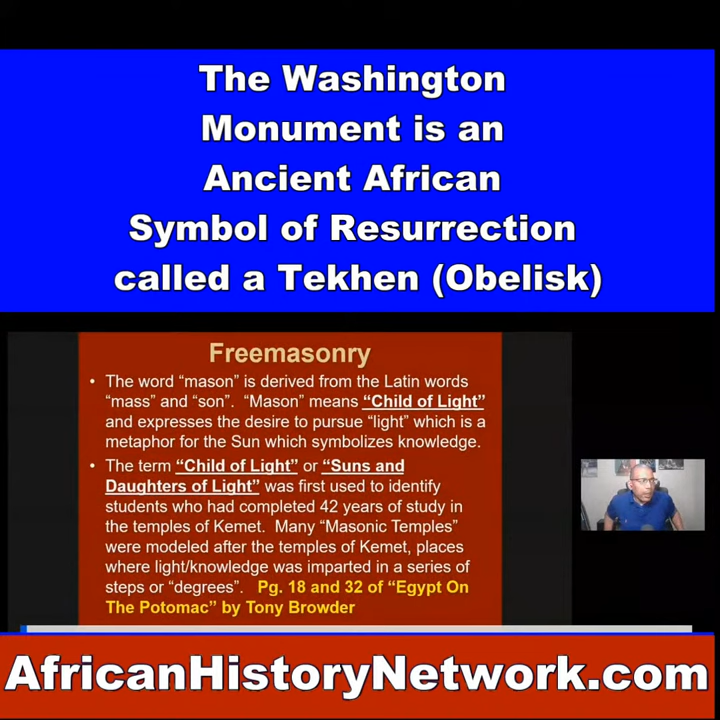 The Washington
Monument is an
Ancient African
Symbol of Resurrection
called a Tekhen (Obelisk)
Freemasonry
• The word “mason” is derived from the Latin words
“mass” and “son”. “Mason” means “Child of Light”
and expresses the desire to pursue “light” which is a
metaphor for the Sun which symbolizes knowledge.
• The term “Child of Light” or “Suns and
Daughters of Light” was first used to identify
students who had completed 42 years of study in
the temples of Kemet. Many “Masonic Temples”
were modeled after the temples of Kemet, places
where light/knowledge was imparted in a series of
steps or “degrees”. Pg. 18 and 32 of “Egypt On
The Potomac” by Tony Browder
AfricanHistoryNetwork.com